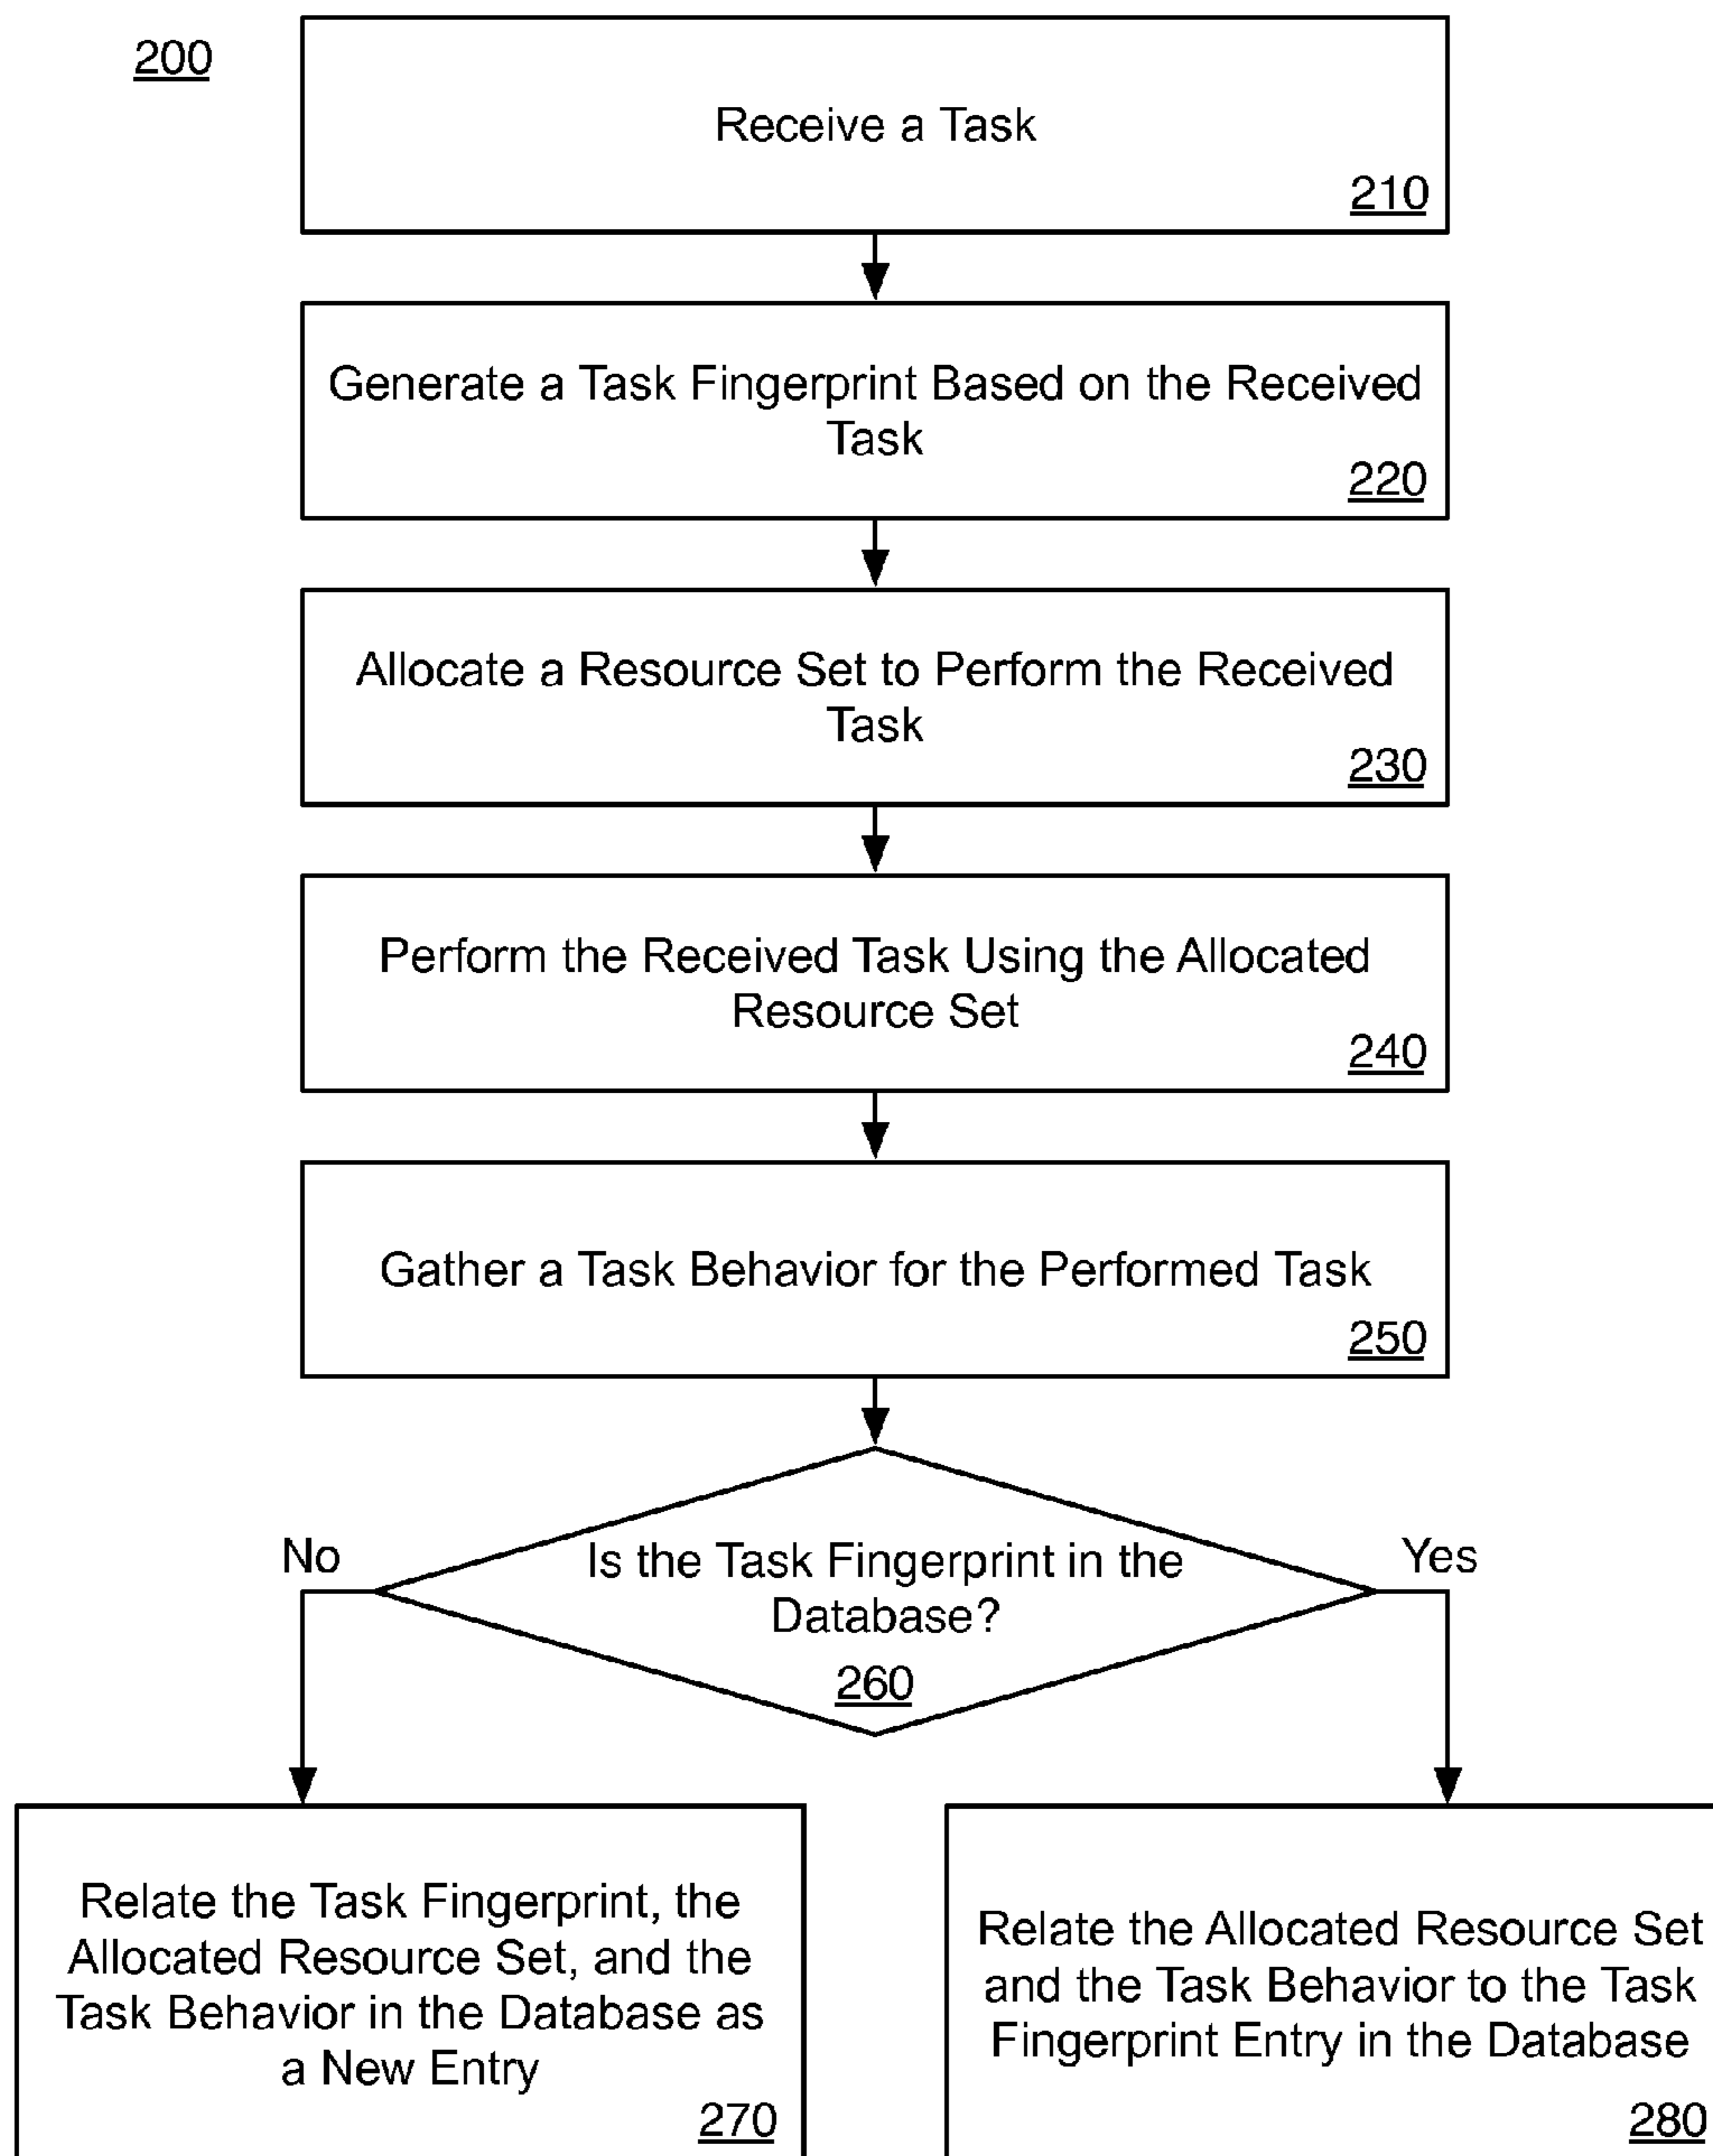 200
Receive a Task
210
Generate a Task Fingerprint Based on the Received
Task
220
Allocate a Resource Set to Perform the Received
Task
230
Perform the Received Task Using the Allocated
Resource Set
240
Gather a Task Behavior for the Performed Task
250
No
Is the Task Fingerprint in the
Database?
260
Yes
Relate the Task Fingerprint, the
Allocated Resource Set, and the
Task Behavior in the Database as
a New Entry
270
Relate the Allocated Resource Set
and the Task Behavior to the Task
Fingerprint Entry in the Database
280